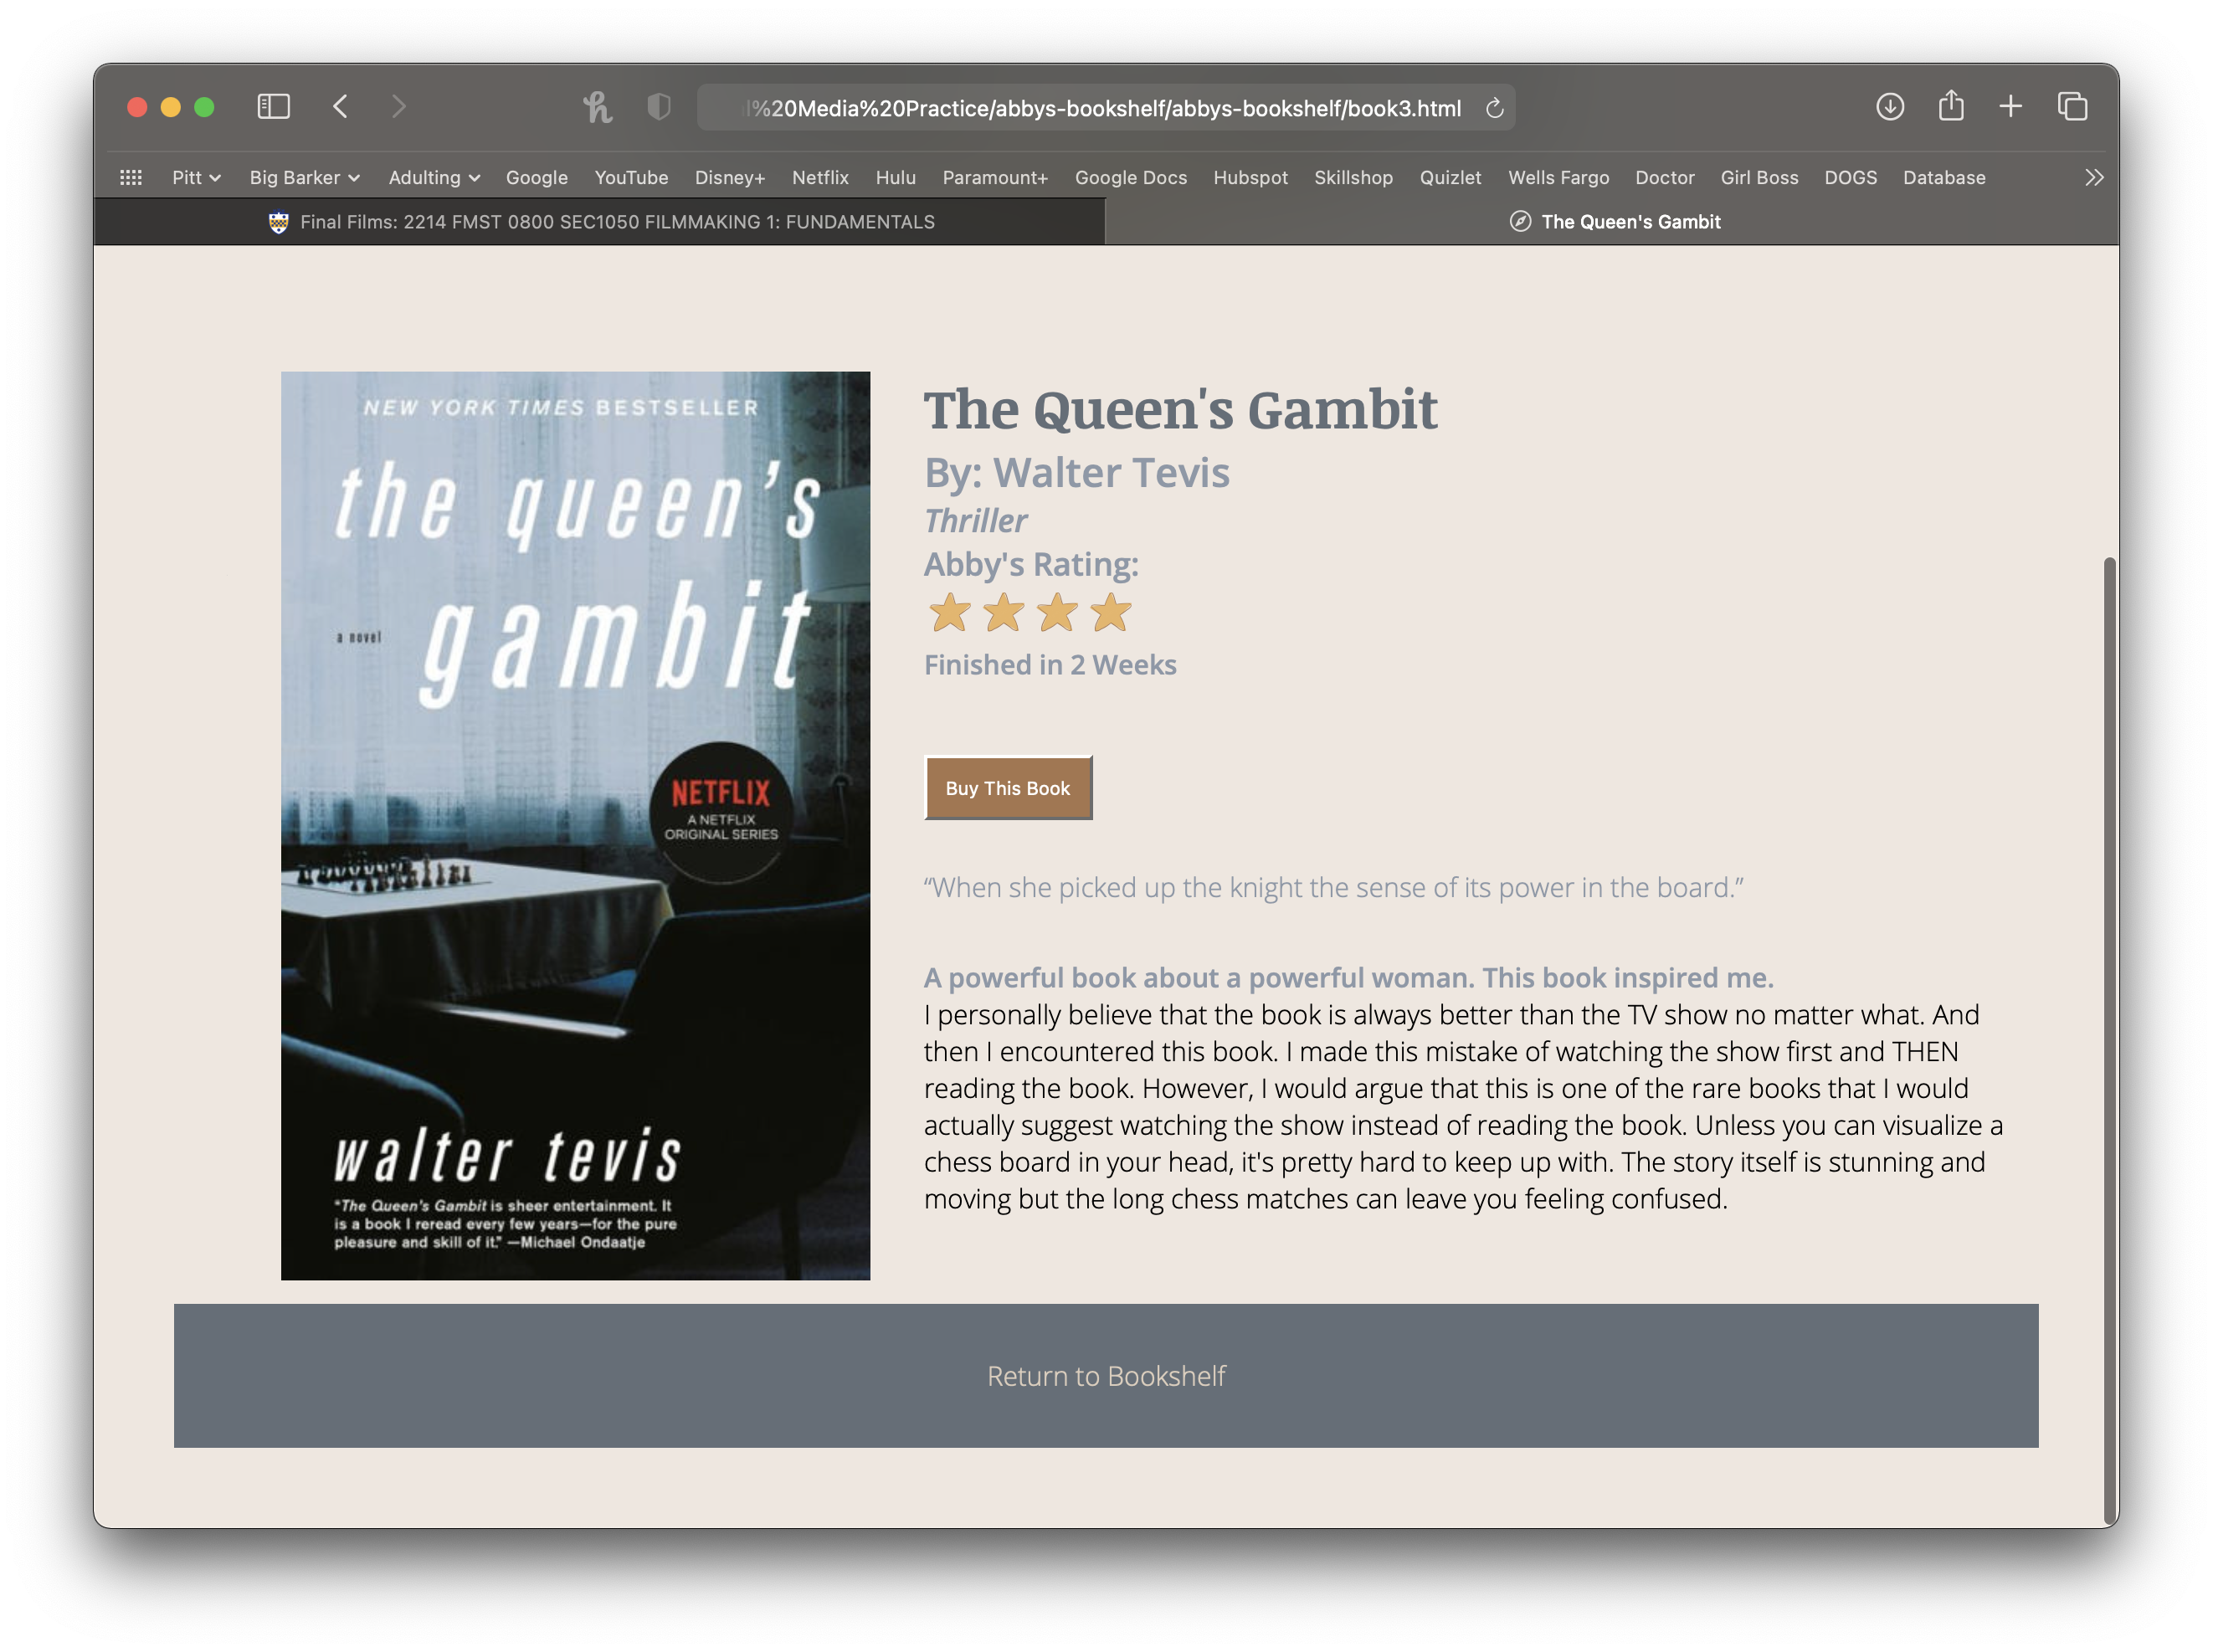 l%20Media%20Practice/abbys-bookshelf/abbys-bookshelf/book3.html
Pitt Big Barker Adulting Google YouTube Disney+ Netflix Hulu Paramount+ Google Docs Hubspot Skillshop Quizlet Wells Fargo Doctor Girl Boss DOGS Database
Final Films: 2214 FMST 0800 SEC1050 FILMMAKING 1: FUNDAMENTALS
The Queen's Gambit
NEW YORK TIMES BESTSELLER
the queen's
gambit
a novel
NETFLIX
A NETFLIX
ORIGINAL SERIES
walter tevis
"The Queen's Gambit is sheer entertainment. It
is a book I reread every few years—for the pure
pleasure and skill of it." —Michael Ondaatje
The Queen's Gambit
By: Walter Tevis
Thriller
Abby's Rating:
Finished in 2 Weeks
Buy This Book
“When she picked up the knight the sense of its power in the board.”
A powerful book about a powerful woman. This book inspired me.
I personally believe that the book is always better than the TV show no matter what. And
then I encountered this book. I made this mistake of watching the show first and THEN
reading the book. However, I would argue that this is one of the rare books that I would
actually suggest watching the show instead of reading the book. Unless you can visualize a
chess board in your head, it's pretty hard to keep up with. The story itself is stunning and
moving but the long chess matches can leave you feeling confused.
Return to Bookshelf